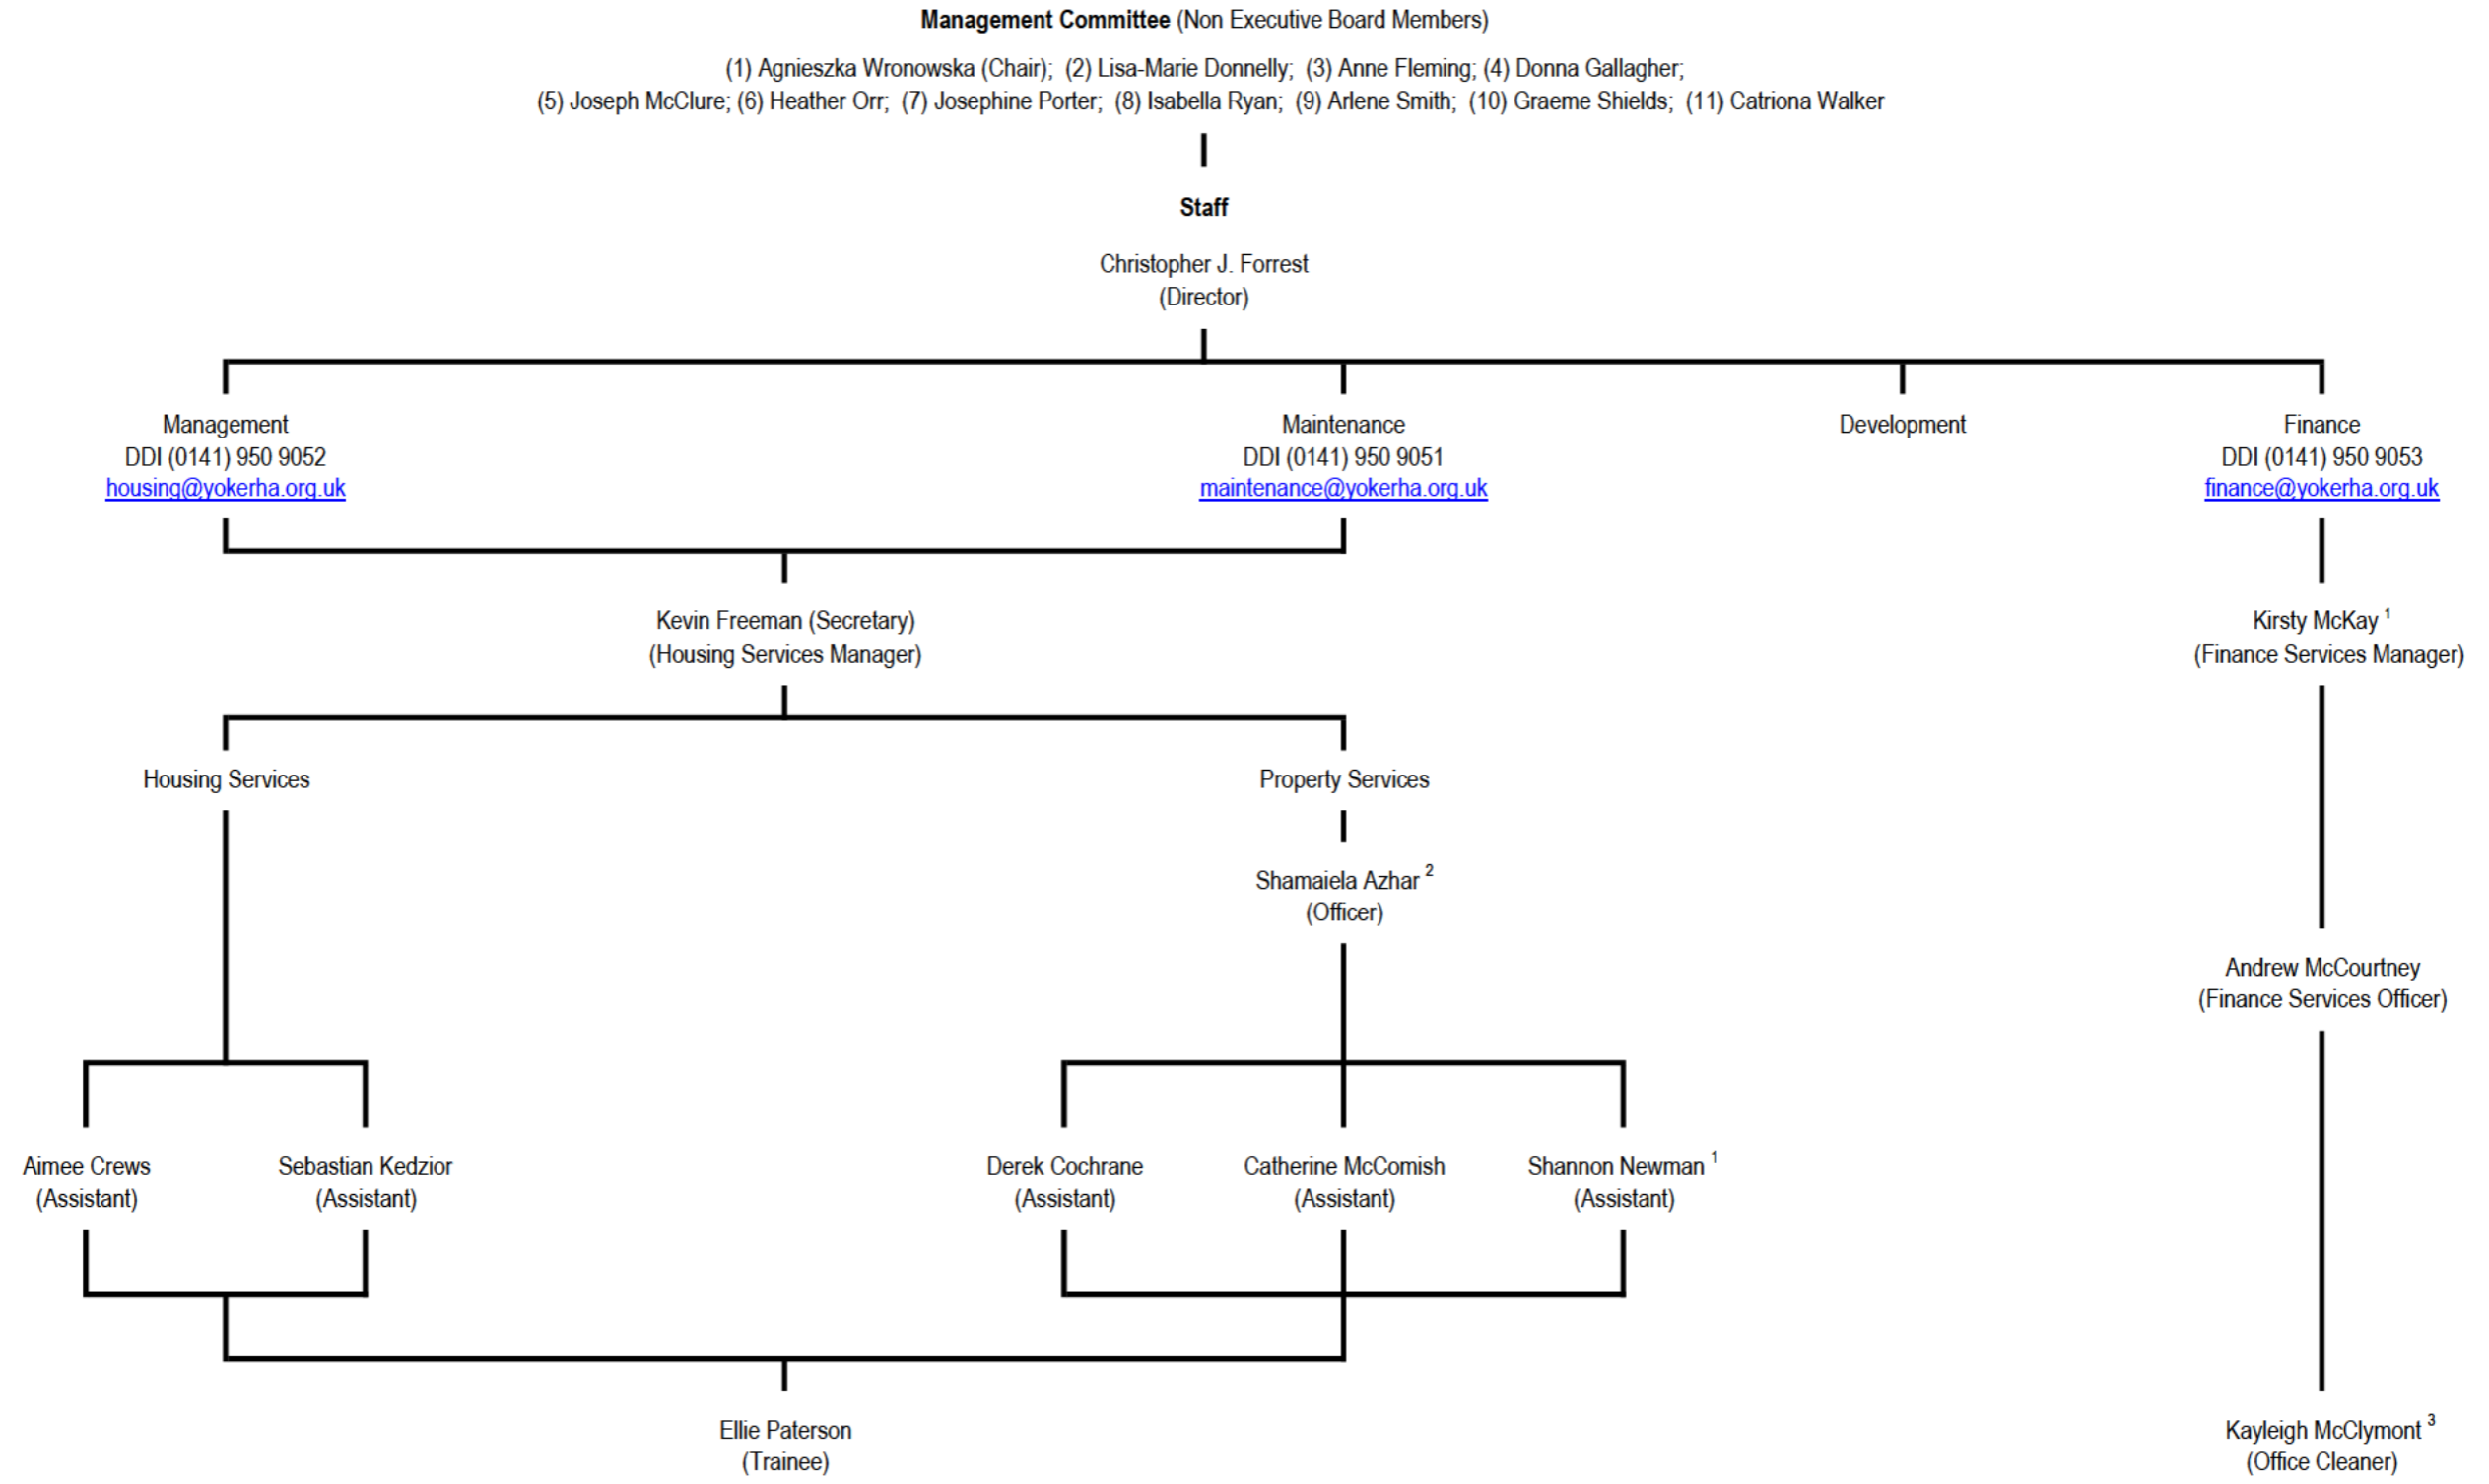 Management Committee (Non Executive Board Members)
(1) Agnieszka Wronowska (Chair); (2) Lisa-Marie Donnelly; (3) Anne Fleming; (4) Donna Gallagher;
(5) Joseph McClure; (6) Heather Orr; (7) Josephine Porter; (8) Isabella Ryan; (9) Arlene Smith; (10) Graeme Shields; (11) Catriona Walker
Staff
Christopher J. Forrest
(Director)
Management
DDI (0141) 950 9052
housing@yokerha.org.uk
Maintenance
DDI (0141) 950 9051
maintenance@yokerha.org.uk
Development
Finance
DDI (0141) 950 9053
finance@yokerha.org.uk
Kevin Freeman (Secretary)
(Housing Services Manager)
Kirsty McKay ¹
(Finance Services Manager)
Housing Services
Property Services
Shamaiela Azhar ²
(Officer)
Andrew McCourtney
(Finance Services Officer)
Aimee Crews
(Assistant)
Sebastian Kedzior
(Assistant)
Derek Cochrane
(Assistant)
Catherine McComish
(Assistant)
Shannon Newman ¹
(Assistant)
Ellie Paterson
(Trainee)
Kayleigh McClymont ³
(Office Cleaner)